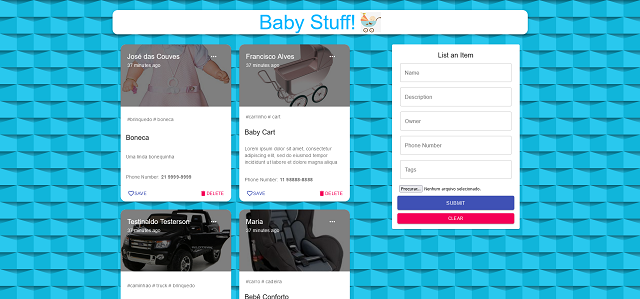 Baby Stuff!
José das Couves
37 minutes ago
#brinquedo # boneca
Boneca
Uma linda bonequinha
Phone Number: 21 9999-9999
SAVE
DELETE
Francisco Alves
37 minutes ago
#carrinho # cart
Baby Cart
Lorem ipsum dolor sit amet, consectetur
adipiscing elit, sed do eiusmod tempor
incididunt ut labore et dolore magna aliqua
Phone Number: 11 88888-8888
SAVE
DELETE
Testinaldo Testerson
37 minutes ago
#caminhão # truck # brinquedo
Maria
37 minutes ago
#carro # cadeira
Bebê Conforto
List an Item
Name
Description
Owner
Phone Number
Tags
Procurar... Nenhum arquivo selecionado.
SUBMIT
CLEAR